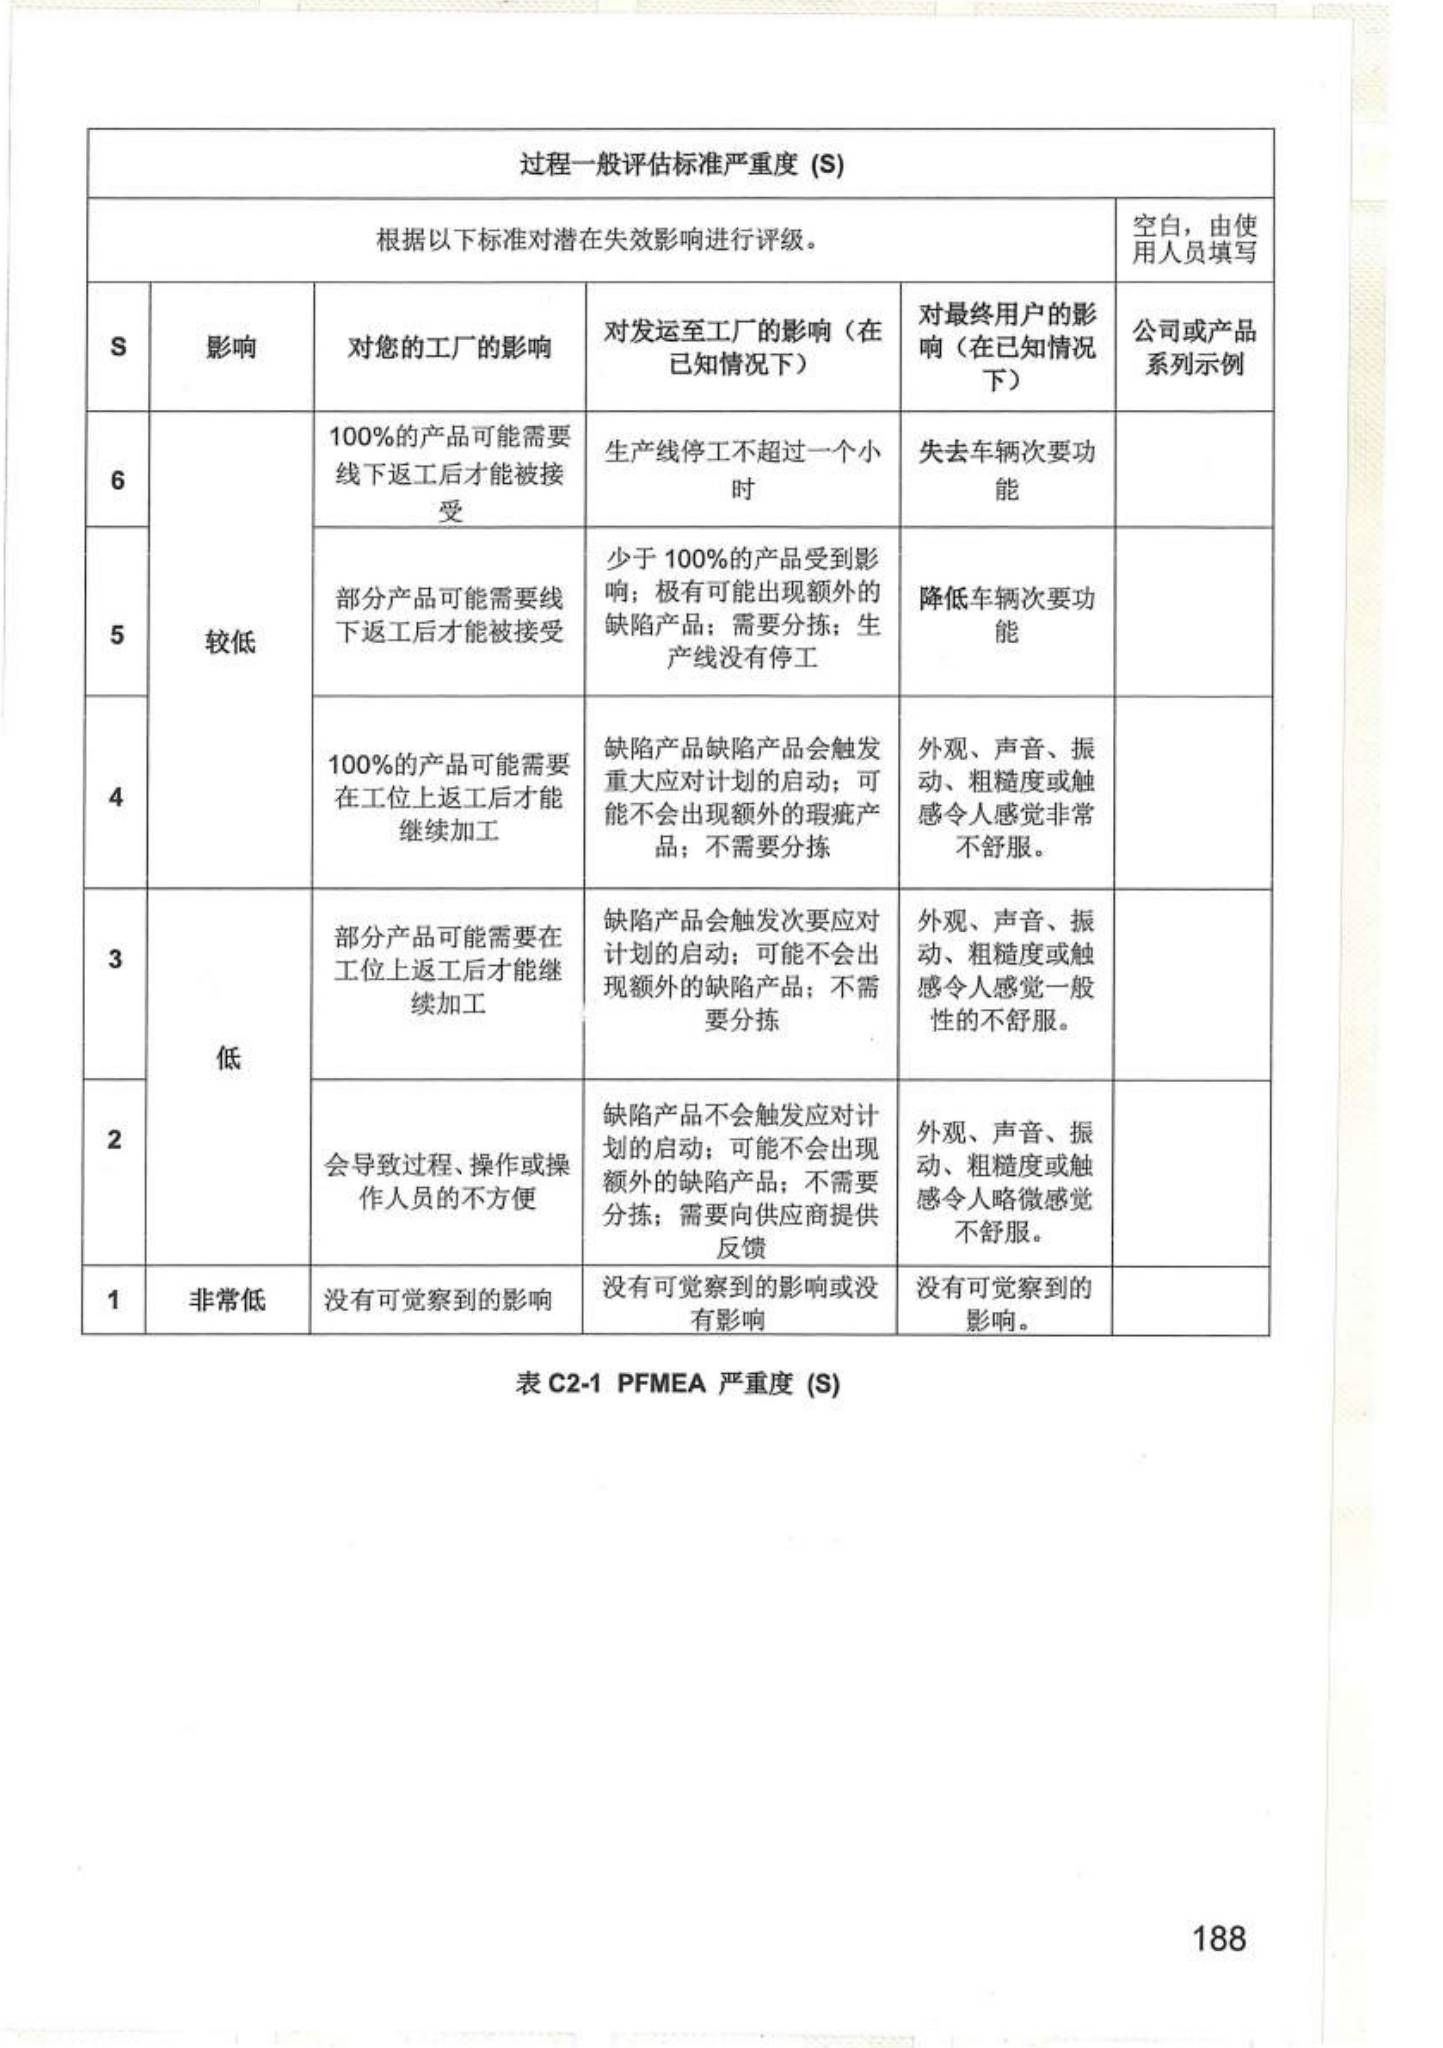 过程一般评估标准严重度 (S)
根据以下标准对潜在失效影响进行评级。
空白，由使
用人员填写
S
影响
对您的工厂的影响
对发运至工厂的影响（在
已知情况下）
对最终用户的影
响（在已知情况
下）
公司或产品
系列示例
6
较低
100%的产品可能需要
线下返工后才能被接
受
生产线停工不超过一个小
时
失去车辆次要功
能
5
部分产品可能需要线
下返工后才能被接受
少于 100%的产品受到影
响；极有可能出现额外的
缺陷产品；需要分拣；生
产线没有停工
降低车辆次要功
能
4
100%的产品可能需要
在工位上返工后才能
继续加工
缺陷产品缺陷产品会触发
重大应对计划的启动；可
能不会出现额外的瑕疵产
品；不需要分拣
外观、声音、振
动、粗糙度或触
感令人感觉非常
不舒服。
3
低
部分产品可能需要在
工位上返工后才能继
续加工
缺陷产品会触发次要应对
计划的启动；可能不会出
现额外的缺陷产品；不需
要分拣
外观、声音、振
动、粗糙度或触
感令人感觉一般
性的不舒服。
2
会导致过程、操作或操
作人员的不方便
缺陷产品不会触发应对计
划的启动；可能不会出现
额外的缺陷产品；不需要
分拣；需要向供应商提供
反馈
外观、声音、振
动、粗糙度或触
感令人略微感觉
不舒服。
1
非常低
没有可觉察到的影响
没有可觉察到的影响或没
有影响
没有可觉察到的
影响。
表 C2-1 PFMEA 严重度 (S)
188